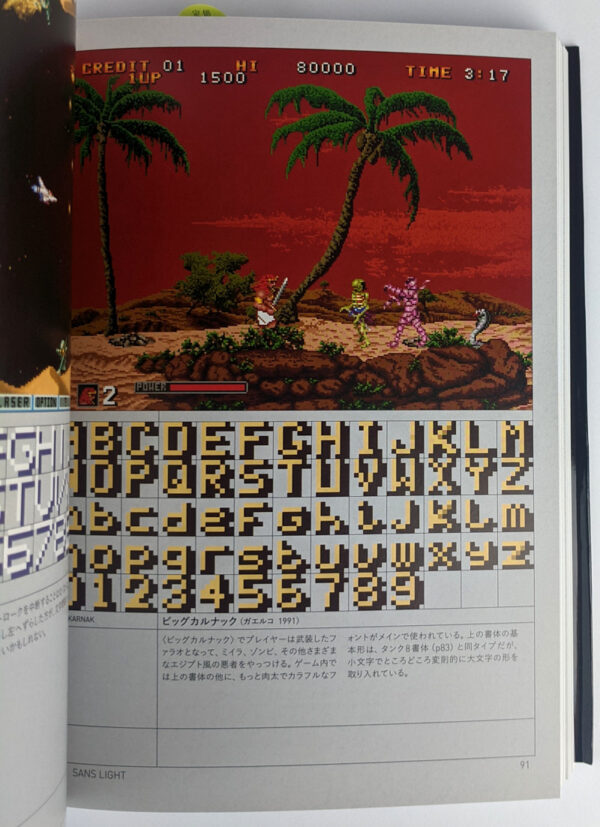 CREDIT 01 HI 80000 TIME 3:17
1UP 1500
2 POWER
LASER OPTION
ABCDEFGHIJKLM
NOPQRSTUVWXYZ
abcdefghijklm
nopqrstuvwxyz
0123456789
KARNAK
ビッグカルナック (ガエルコ 1991)
〈ビッグカルナック〉でプレイヤーは武装したフ
ァラオとなって、ミイラ、ゾンビ、その他さまざま
なエジプト風の悪者をやっつける。ゲーム内で
は上の書体の他に、もっと肉太でカラフルなフ
ォントがメインで使われている。上の書体の基
本形は、タンク8書体 (p83) と同タイプだが、
小文字でところどころ変則的に大文字の形を
取り入れている。
SANS LIGHT
91